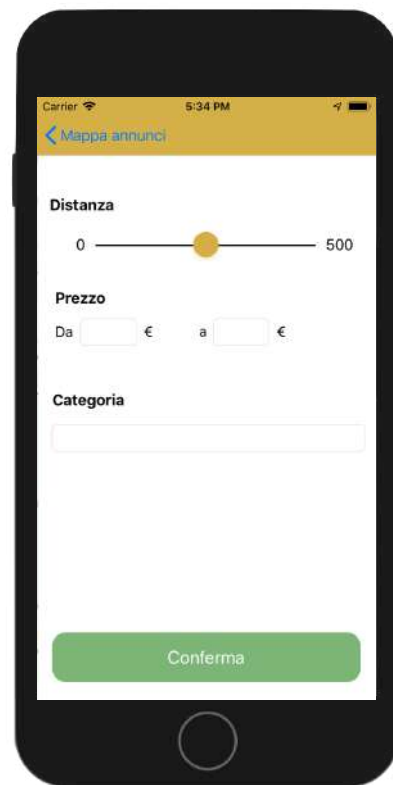 Carrier 5:34 PM
Mappa annunci
Distanza
0 500
Prezzo
Da € a €
Categoria
Conferma